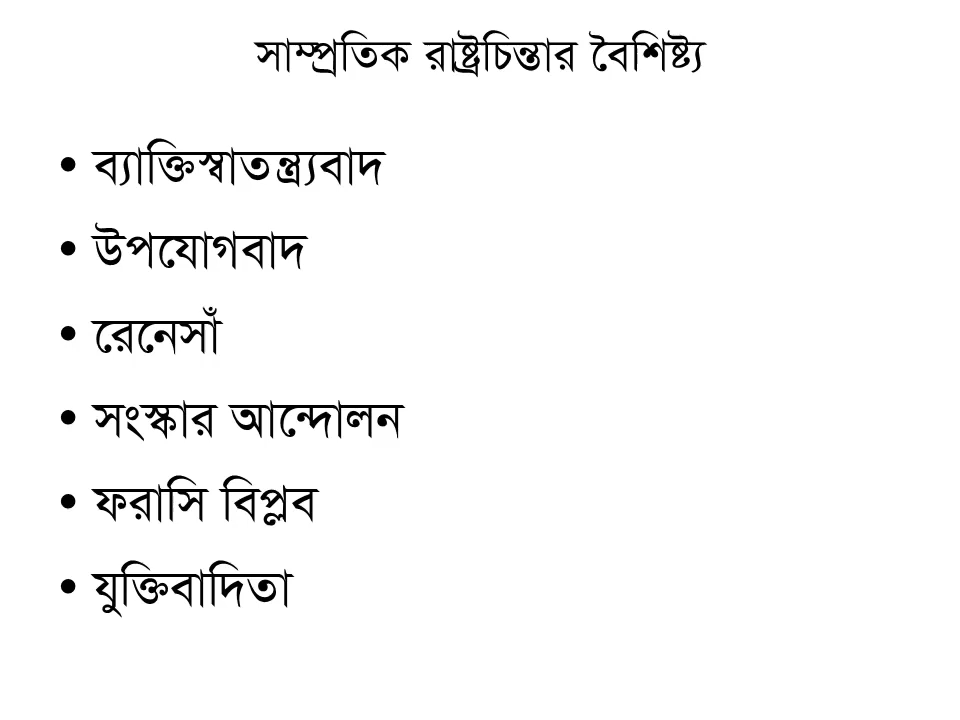 সাম্প্রতিক রাষ্ট্রচিন্তার বৈশিষ্ট্য
• ব্যাক্তিস্বাতন্ত্র্যবাদ
• উপযোগবাদ
• রেনেসাঁ
• সংস্কার আন্দোলন
• ফরাসি বিপ্লব
• যুক্তিবাদিতা